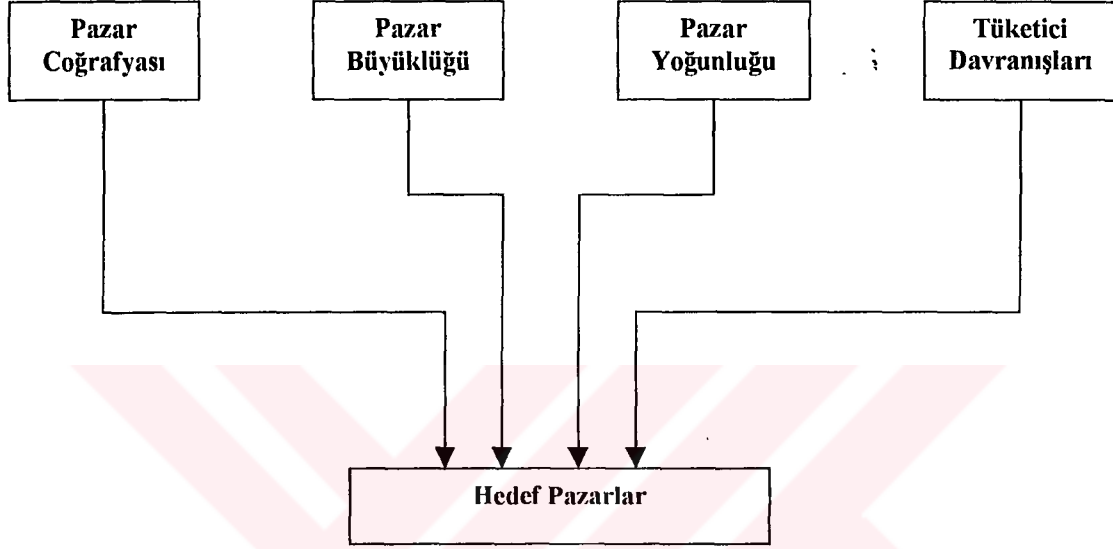 Pazar
Coğrafyası
Pazar
Büyüklüğü
Pazar
Yoğunluğu
Tüketici
Davranışları
Hedef Pazarlar